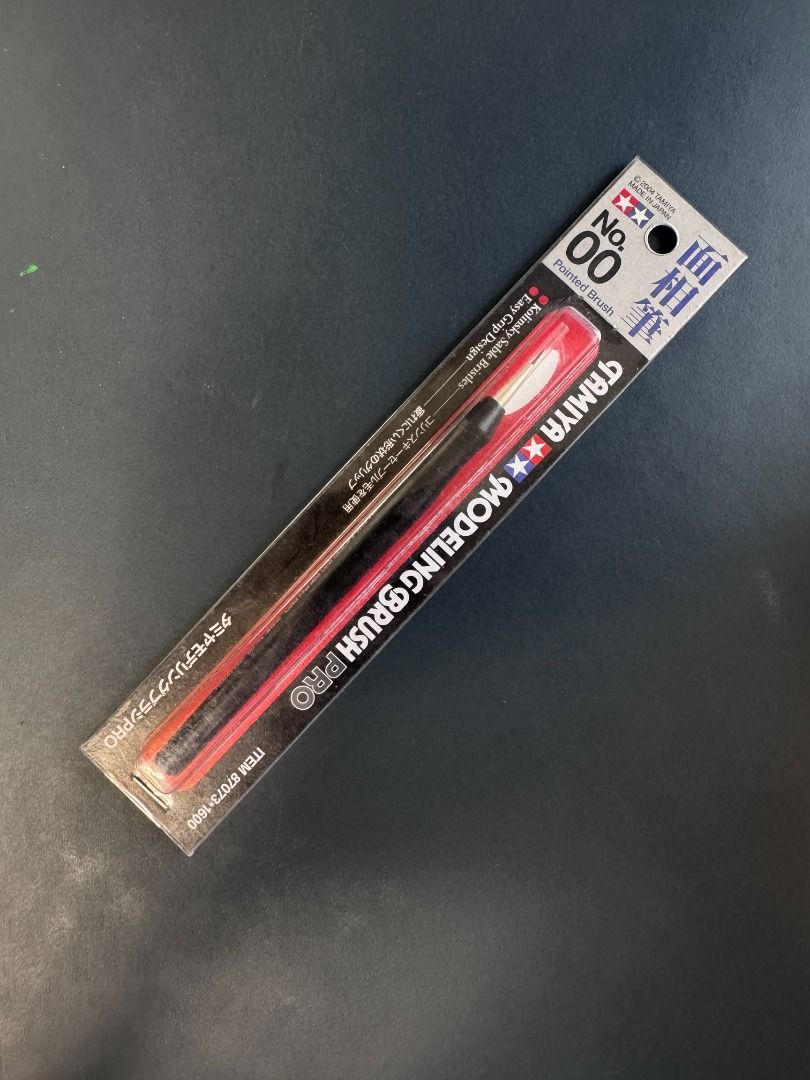 © 2004 TAMIYA
MADE IN JAPAN
No.
00
Pointed Brush
面相筆
Kolinsky Sable Bristles
Easy Grip Design
コリンスキーセーブル毛を使用
疲れにくい形状のグリップ
TAMIYA MODELING BRUSH PRO
タミヤモデリングブラシPRO
ITEM 87073*1600